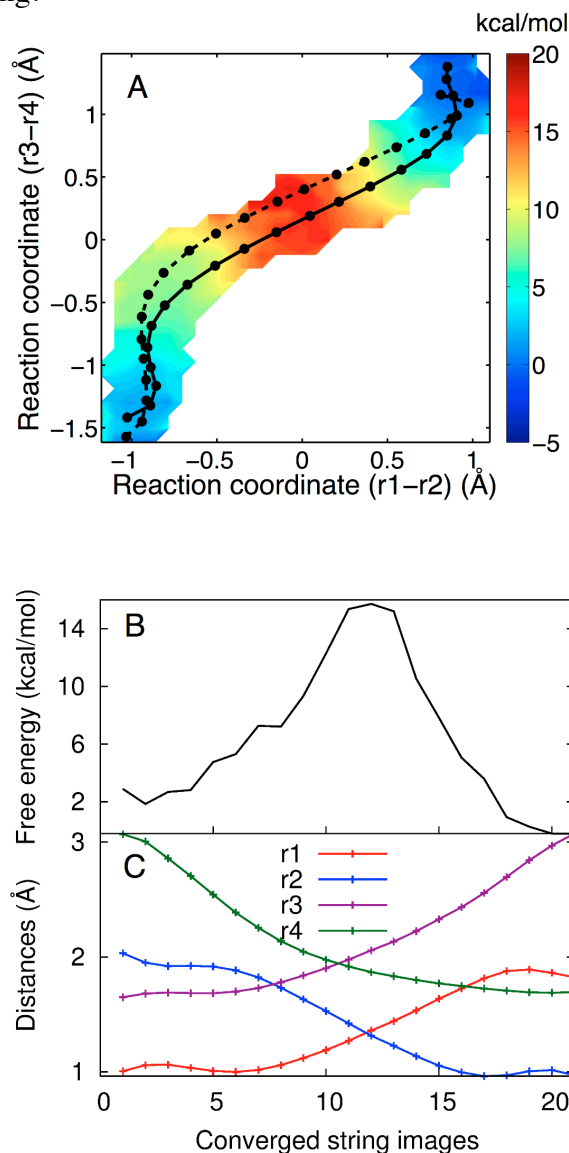 ng.
kcal/mol
A
Reaction coordinate (r3−r4) (Å)
1
0.5
0
−0.5
−1
−1.5
20
15
10
5
0
−5
−1 −0.5 0 0.5 1
Reaction coordinate (r1−r2) (Å)
B
Free energy (kcal/mol)
14
10
6
2
C
Distances (Å)
3
2
1
r1
r2
r3
r4
0 5 10 15 20
Converged string images